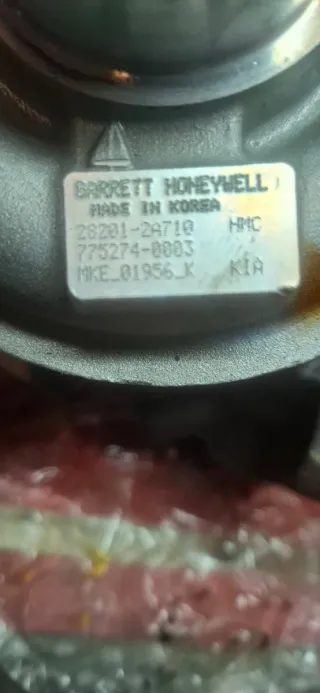 GARRETT HONEYWELL
MADE IN KOREA
28201-2A710 HMC
775274-0003
MKE_01956_K KIA